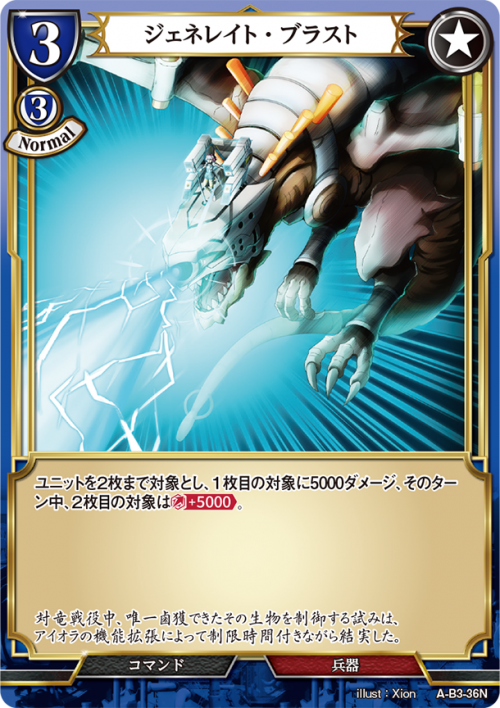 3
ジェネレイト・ブラスト
3
Normal
ユニットを2枚まで対象とし、1枚目の対象に5000ダメージ、そのター
ン中、2枚目の対象は+5000。
対竜戦役中、唯一鹵獲できたその生物を制御する試みは、
アイオラの機能拡張によって制限時間付きながら結実した。
コマンド
兵器
illust：Xion A-B3-36N